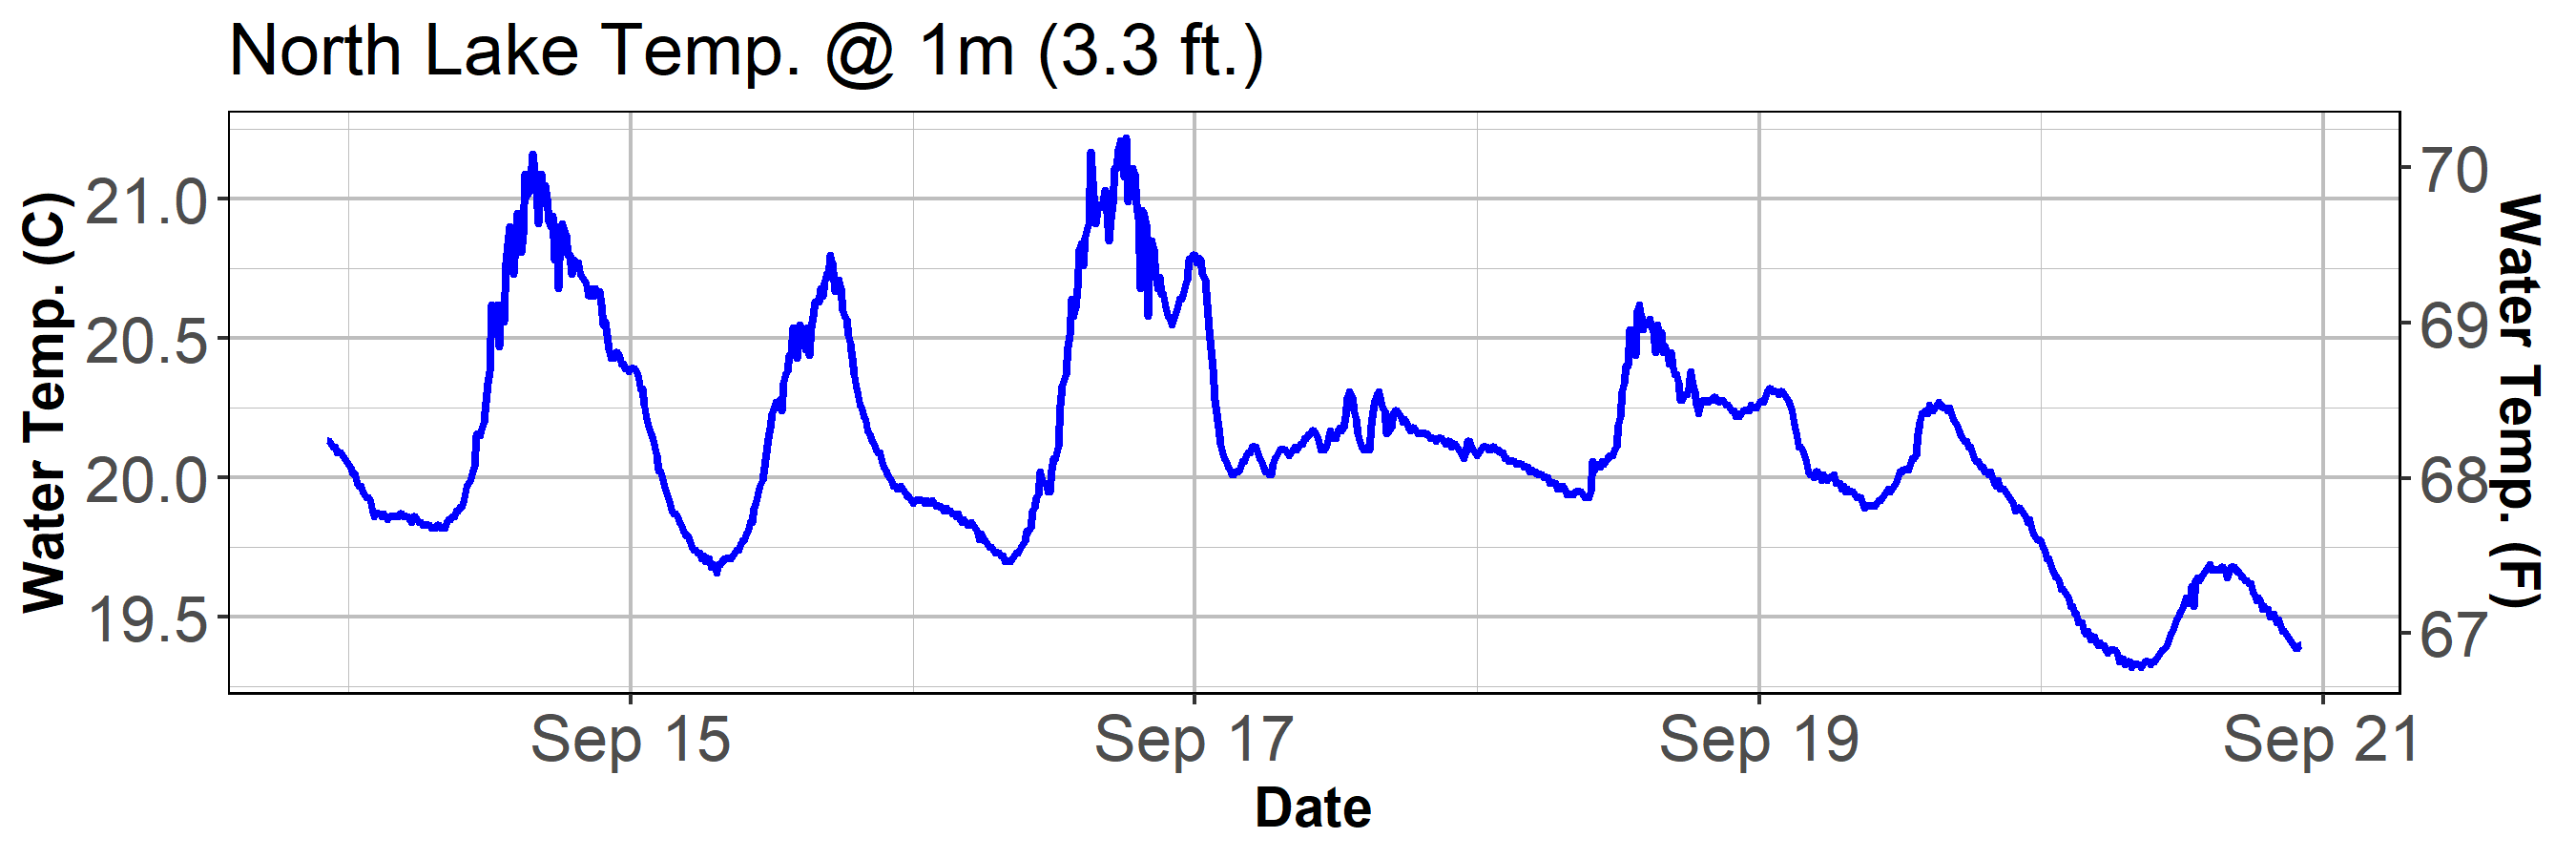 North Lake Temp. @ 1m (3.3 ft.)
Water Temp. (C)
21.0
20.5
20.0
19.5
70
69
68
67
Water Temp. (F)
Sep 15
Sep 17
Sep 19
Sep 21
Date